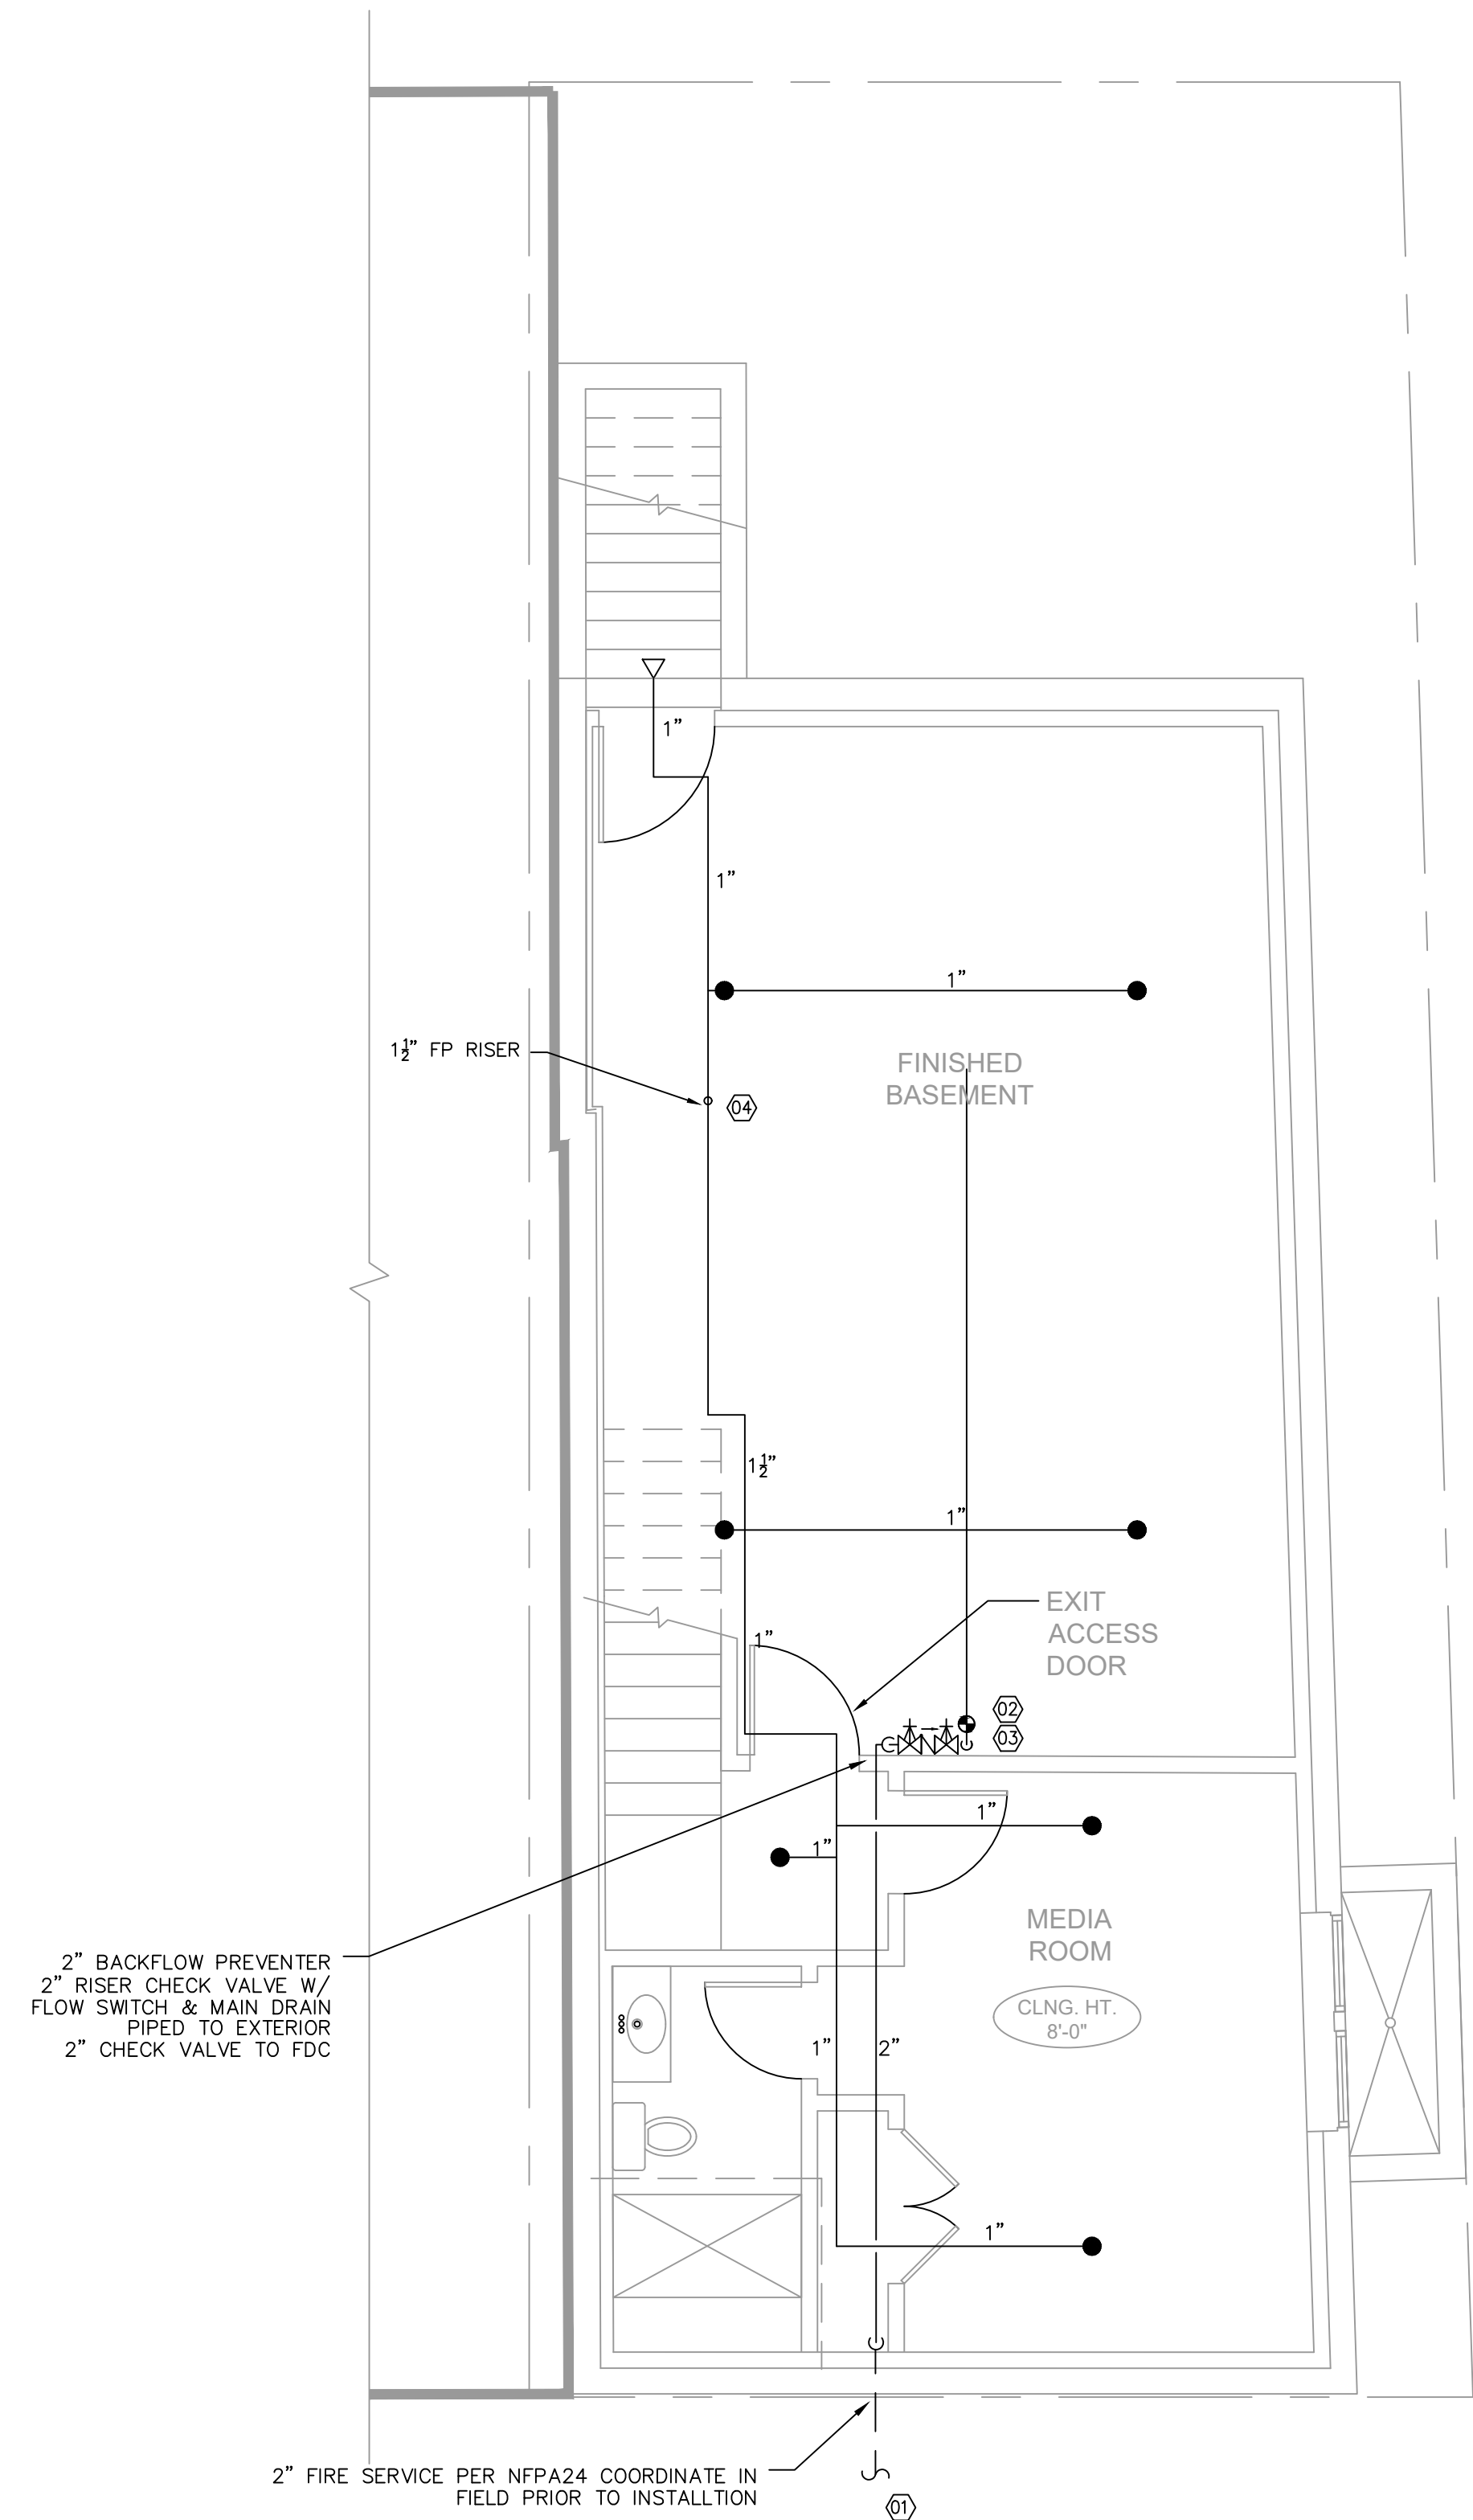 1"
1"
1"
1½" FP RISER
04
FINISHED
BASEMENT
1½"
1"
EXIT
ACCESS
DOOR
1"
02
03
1"
1"
MEDIA
ROOM
CLNG. HT.
8'-0"
2" BACKFLOW PREVENTER
2" RISER CHECK VALVE W/
FLOW SWITCH & MAIN DRAIN
PIPED TO EXTERIOR
2" CHECK VALVE TO FDC
1"
2"
1"
2" FIRE SERVICE PER NFPA24 COORDINATE IN
FIELD PRIOR TO INSTALLTION
01